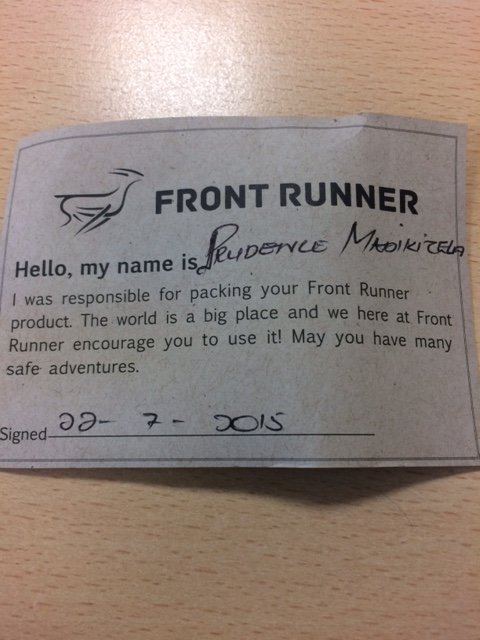 FRONT RUNNER
Hello, my name is PRUDENCE MADIKIZELA
I was responsible for packing your Front Runner
product. The world is a big place and we here at Front
Runner encourage you to use it! May you have many
safe adventures.
Signed 22- 7 - 2015